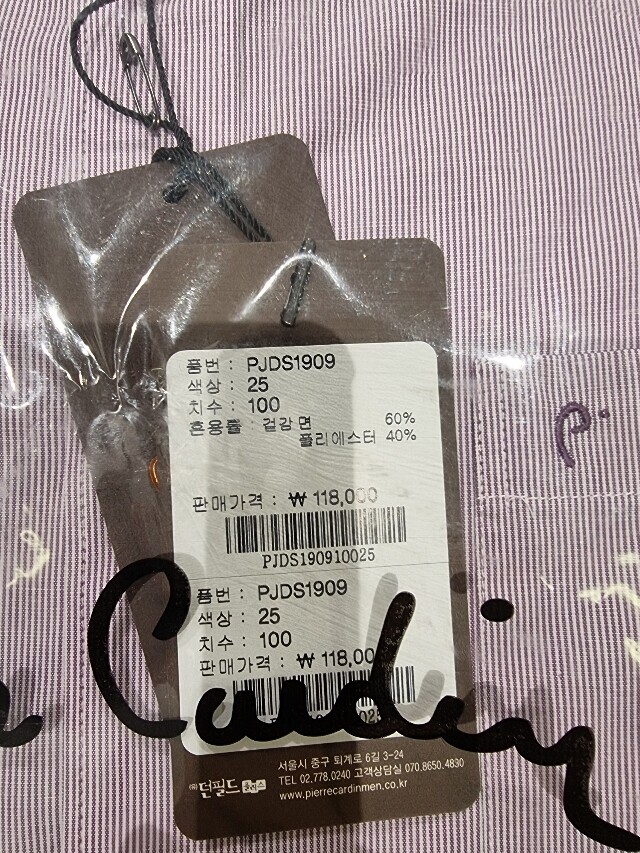 품번 : PJDS1909
색상 : 25
치수 : 100
혼용률 : 겉감 면 60%
폴리에스터 40%
판매가격 : ₩ 118,000
PJDS190910025
품번 : PJDS1909
색상 : 25
치수 : 100
판매가격 : ₩ 118,00
Cardin
p.
㈜던필드 플러스
서울시 중구 퇴계로 6길 3-24
TEL 02.778.0240 고객상담실 070.8650.4830
www.pierrecardinmen.co.kr